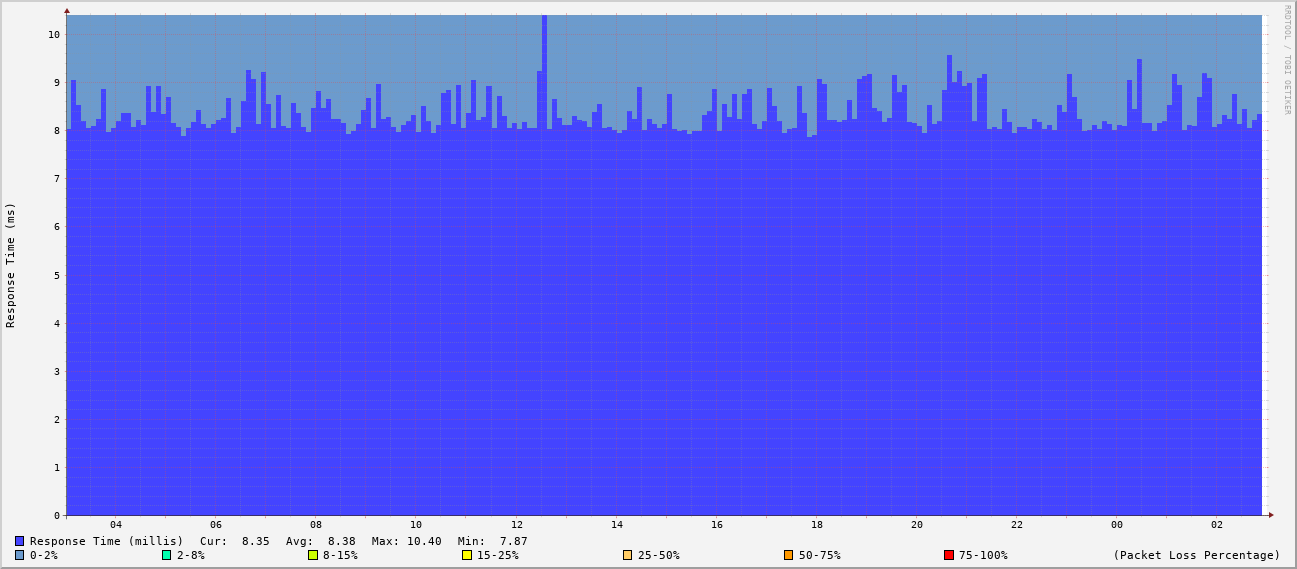 RRDTOOL / TOBI OETIKER
Response Time (ms)
10
9
8
7
6
5
4
3
2
1
0
04 06 08 10 12 14 16 18 20 22 00 02
Response Time (millis) Cur: 8.35 Avg: 8.38 Max: 10.40 Min: 7.87
0-2% 2-8% 8-15% 15-25% 25-50% 50-75% 75-100% (Packet Loss Percentage)